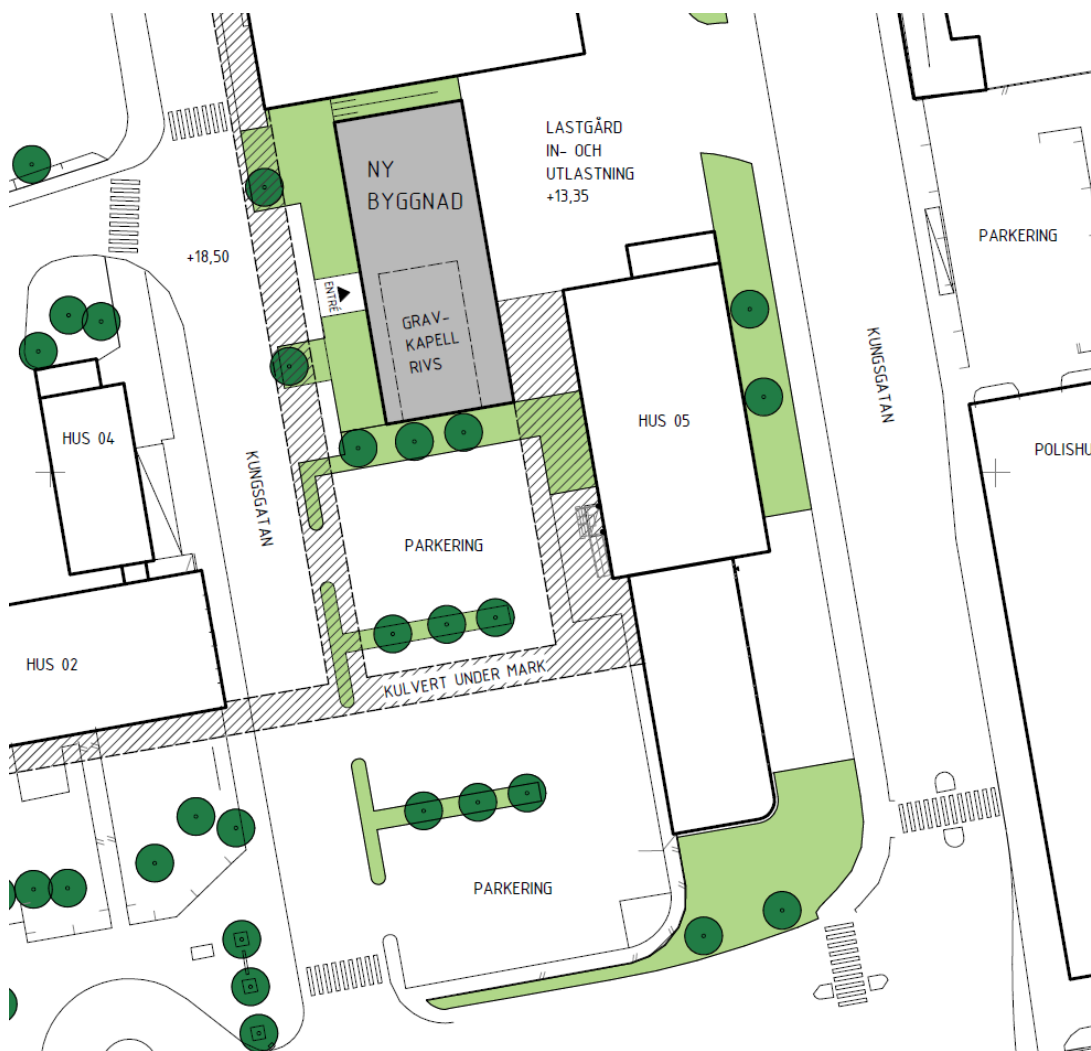 NY
BYGGNAD
LASTGÅRD
IN- OCH
UTLASTNING
+13,35
PARKERING
+18,50
ENTRÉ
GRAV-
KAPELL
RIVS
KUNGSGATAN
HUS 04
HUS 05
POLISHU
KUNGSGATAN
PARKERING
HUS 02
KULVERT UNDER MARK
PARKERING